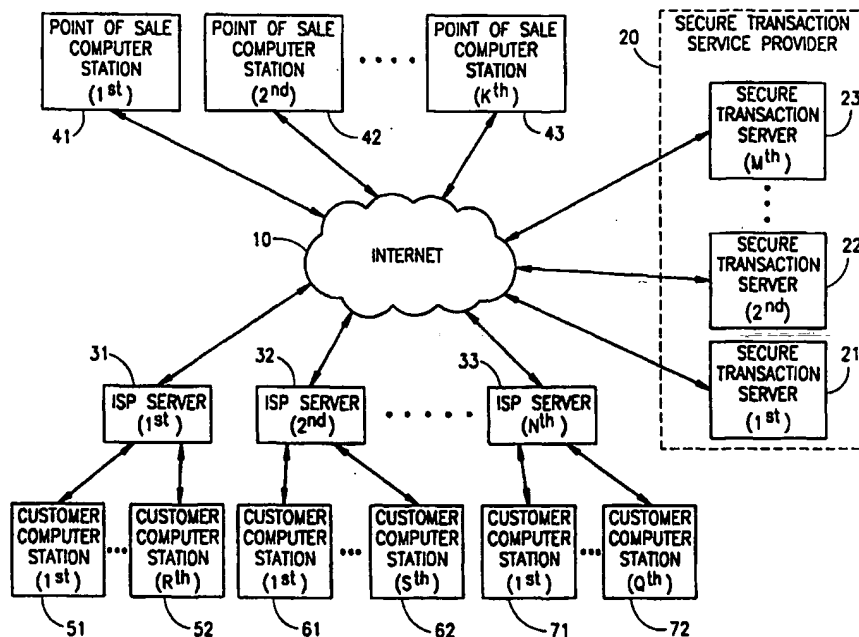 POINT OF SALE
COMPUTER
STATION
(1st)
41
POINT OF SALE
COMPUTER
STATION
(2nd)
42
POINT OF SALE
COMPUTER
STATION
(Kth)
43
20
SECURE TRANSACTION
SERVICE PROVIDER
SECURE
TRANSACTION
SERVER
(Mth)
23
SECURE
TRANSACTION
SERVER
(2nd)
22
SECURE
TRANSACTION
SERVER
(1st)
21
10
INTERNET
31
ISP SERVER
(1st)
32
ISP SERVER
(2nd)
33
ISP SERVER
(Nth)
CUSTOMER
COMPUTER
STATION
(1st)
51
CUSTOMER
COMPUTER
STATION
(Rth)
52
CUSTOMER
COMPUTER
STATION
(1st)
61
CUSTOMER
COMPUTER
STATION
(Sth)
62
CUSTOMER
COMPUTER
STATION
(1st)
71
CUSTOMER
COMPUTER
STATION
(Qth)
72